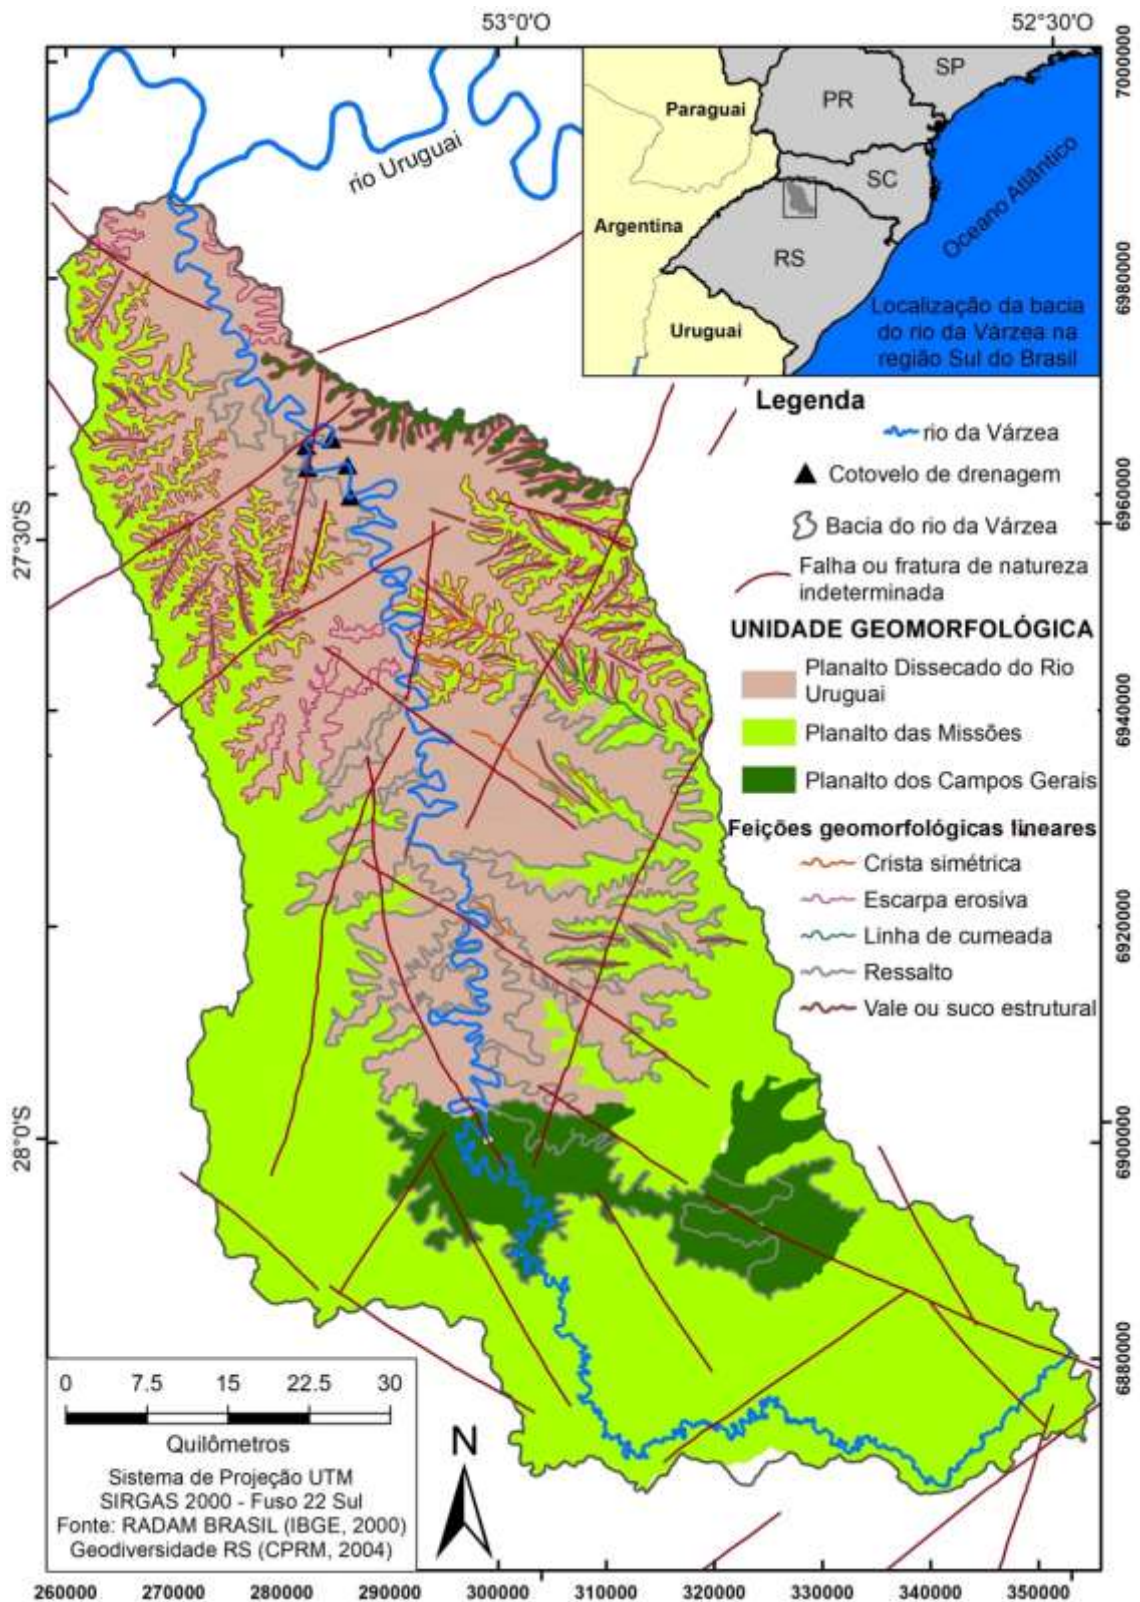 53°0'O
52°30'O
7000000
6980000
6960000
6940000
6920000
6900000
6880000
27°30'S
28°0'S
rio Uruguai
SP
PR
Paraguai
SC
Argentina
RS
Oceano Atlântico
Uruguai
Localização da bacia
do rio da Várzea na
região Sul do Brasil
Legenda
rio da Várzea
Cotovelo de drenagem
Bacia do rio da Várzea
Falha ou fratura de natureza
indeterminada
UNIDADE GEOMORFOLÓGICA
Planalto Dissecado do Rio
Uruguai
Planalto das Missões
Planalto dos Campos Gerais
Feições geomorfológicas lineares
Crista simétrica
Escarpa erosiva
Linha de cumeada
Ressalto
Vale ou suco estrutural
0 7.5 15 22.5 30
Quilômetros
Sistema de Projeção UTM
SIRGAS 2000 - Fuso 22 Sul
Fonte: RADAM BRASIL (IBGE, 2000)
Geodiversidade RS (CPRM, 2004)
N
260000 270000 280000 290000 300000 310000 320000 330000 340000 350000